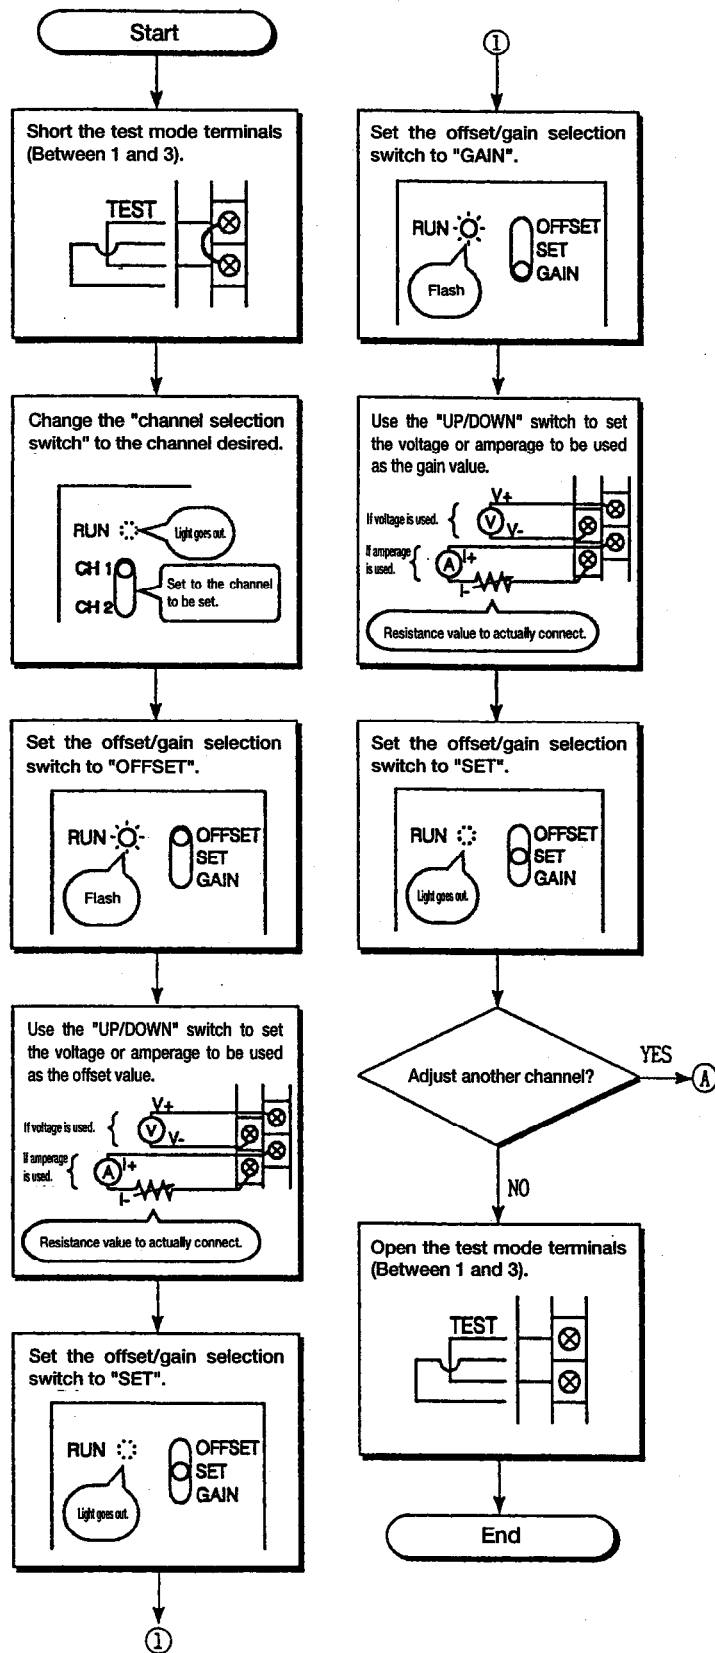 Start
Short the test mode terminals
(Between 1 and 3).
TEST
Change the "channel selection
switch" to the channel desired.
RUN
Light goes out.
CH 1
CH 2
Set to the channel
to be set.
Set the offset/gain selection
switch to "OFFSET".
RUN
OFFSET
SET
GAIN
Flash
Use the "UP/DOWN" switch to set
the voltage or amperage to be used
as the offset value.
V+
If voltage is used.
V
V-
If amperage
is used.
I+
A
I-
Resistance value to actually connect.
Set the offset/gain selection
switch to "SET".
RUN
OFFSET
SET
GAIN
Light goes out.
1
1
Set the offset/gain selection
switch to "GAIN".
RUN
OFFSET
SET
GAIN
Flash
Use the "UP/DOWN" switch to set
the voltage or amperage to be used
as the gain value.
V+
If voltage is used.
V
V-
If amperage
is used.
I+
A
I-
Resistance value to actually connect.
Set the offset/gain selection
switch to "SET".
RUN
OFFSET
SET
GAIN
Light goes out.
Adjust another channel?
YES
A
NO
Open the test mode terminals
(Between 1 and 3).
TEST
End